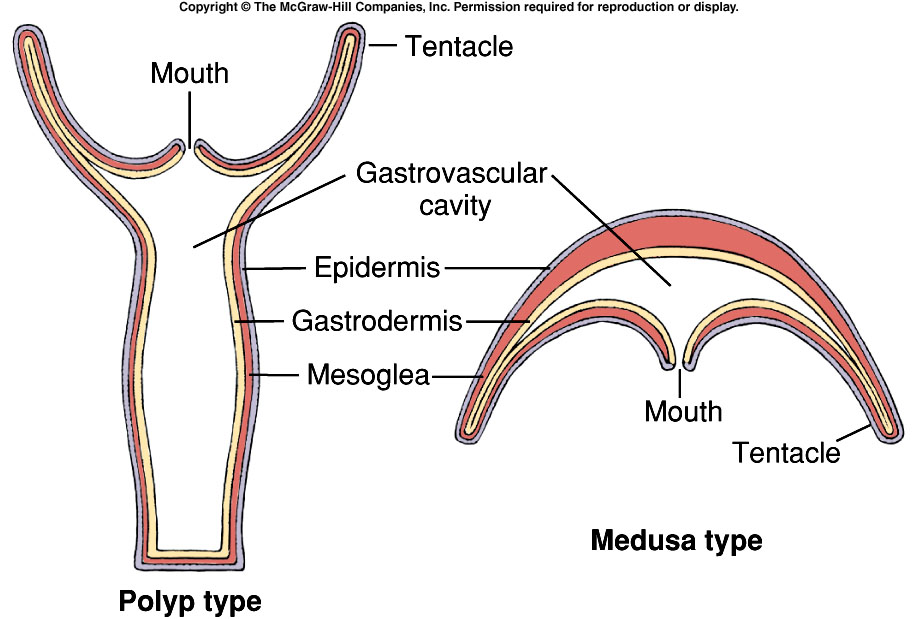 Copyright © The McGraw-Hill Companies, Inc. Permission required for reproduction or display.
Tentacle
Mouth
Gastrovascular
cavity
Epidermis
Gastrodermis
Mesoglea
Mouth
Tentacle
Medusa type
Polyp type